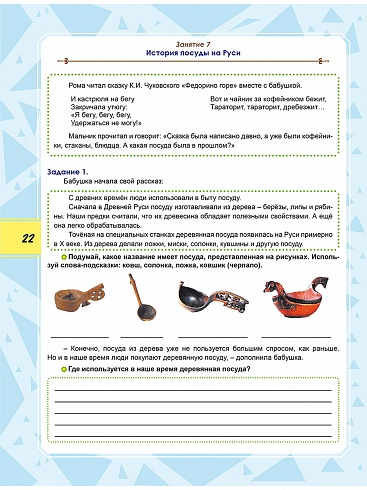 Занятие 7
История посуды на Руси
Рома читал сказку К.И. Чуковского «Федорино горе» вместе с бабушкой.
И кастрюля на бегу
Закричала утюгу:
«Я бегу, бегу, бегу,
Удержаться не могу!»
Вот и чайник за кофейником бежит,
Тараторит, тараторит, дребезжит…
Мальчик прочитал и говорит: «Сказка была написано давно, а уже были кофейни-
ки, стаканы, блюдца. А какая посуда была в прошлом?»
Задание 1.
Бабушка начала свой рассказ:
С древних времён люди использовали в быту посуду.
Сначала в Древней Руси посуду изготавливали из дерева – берёзы, липы и ряби-
ны. Наши предки считали, что их древесина обладает полезными свойствами. А ещё
она легко обрабатывалась.
Точёная на специальных станках деревянная посуда появилась на Руси примерно
в X веке. Из дерева делали ложки, миски, солонки, кувшины и другую посуду.
Подумай, какое название имеет посуда, представленная на рисунках. Исполь-
зуй слова-подсказки: ковш, солонка, ложка, ковшик (черпало).
– Конечно, посуда из дерева уже не пользуется большим спросом, как раньше.
Но и в наше время люди покупают деревянную посуду, – дополнила бабушка.
Где используется в наше время деревянная посуда?
22